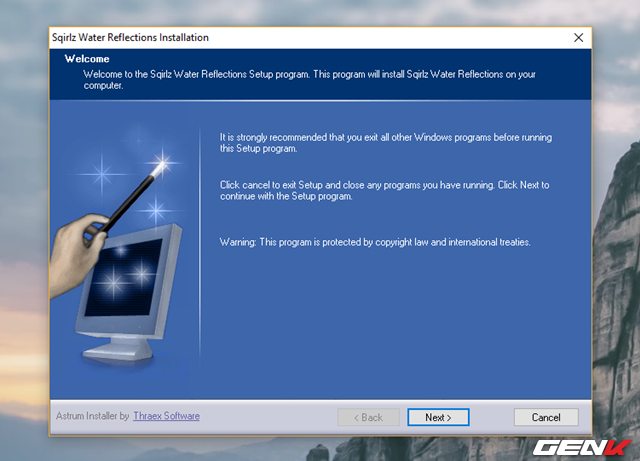 Sqirlz Water Reflections Installation
Welcome
Welcome to the Sqirlz Water Reflections Setup program. This program will install Sqirlz Water Reflections on your
computer.
It is strongly recommended that you exit all other Windows programs before running
this Setup program.
Click cancel to exit Setup and close any programs you have running. Click Next to
continue with the Setup program.
Warning: This program is protected by copyright law and international treaties.
Astrum Installer by Thraex Software
< Back
Next >
Cancel
GENK